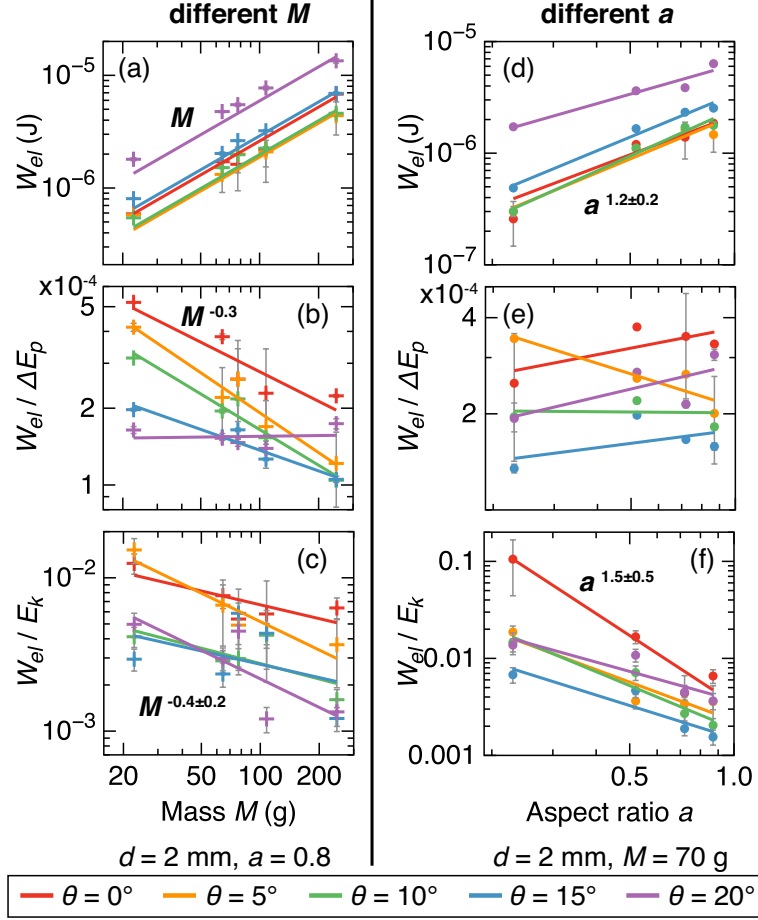 different M
different a
(a)
10^-5
10^-6
W_el (J)
M
(b)
x10^-4
5
2
1
W_el / ΔE_p
M^-0.3
(c)
10^-2
10^-3
W_el / E_k
M^-0.4±0.2
20
50
100
200
Mass M (g)
d = 2 mm, a = 0.8
(d)
10^-5
10^-6
10^-7
W_el (J)
a^1.2±0.2
(e)
x10^-4
4
2
W_el / ΔE_p
(f)
0.1
0.01
0.001
W_el / E_k
a^1.5±0.5
0.5
1.0
Aspect ratio a
d = 2 mm, M = 70 g
θ = 0° θ = 5° θ = 10° θ = 15° θ = 20°